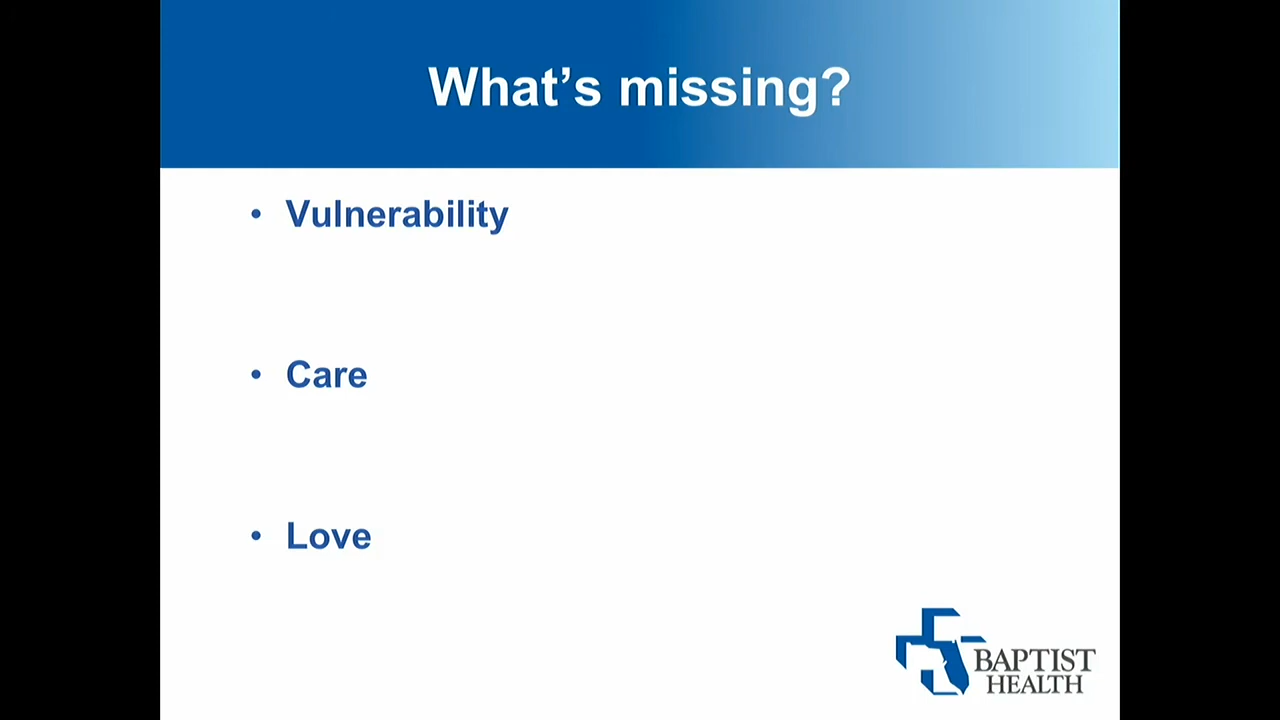 What's missing?
• Vulnerability
• Care
• Love
BAPTIST
HEALTH